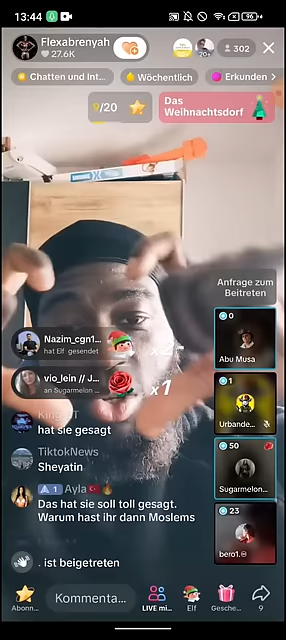 13:44
96
Flexabrenyah
27.6K
70+
302
Chatten und Int...
Wöchentlich
Erkunden
9/20
Das
Weihnachtsdorf
Anfrage zum
Beitreten
0
Abu Musa
Nazim_cgn1...
hat Elf gesendet
vio_lein // J...
an Sugarmelon...
x1
1
Urbande...
hat sie gesagt
TiktokNews
Sheyatin
50
Sugarmelon...
1 Ayla
Das hat sie soll toll gesagt.
Warum hast ihr dann Moslems
23
bero1.
. ist beigetreten
Kommenta...
Abonn...
LIVE mi...
Elf
Gesche...
9